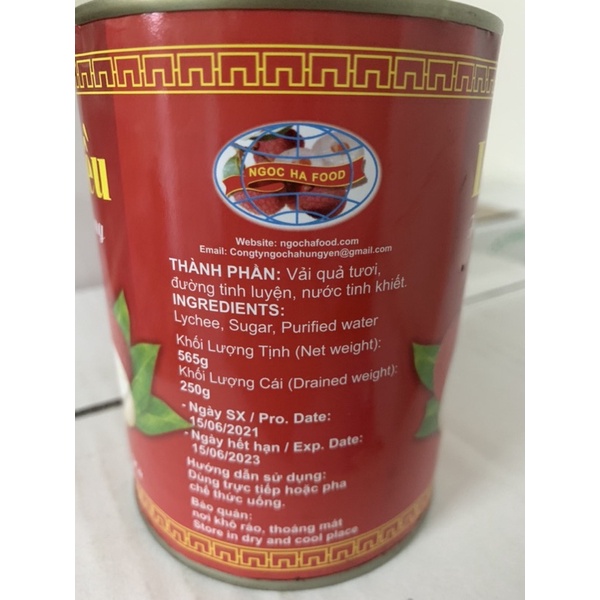 NGOC HA FOOD
Website: ngochafood.com
Email: Congtyngochahungyen@gmail.com
THÀNH PHẦN: Vải quả tươi,
đường tinh luyện, nước tinh khiết.
INGREDIENTS:
Lychee, Sugar, Purified water
Khối Lượng Tịnh (Net weight):
565g
Khối Lượng Cái (Drained weight):
250g
- Ngày SX / Pro. Date:
15/06/2021
- Ngày hết hạn / Exp. Date:
15/06/2023
Hướng dẫn sử dụng:
Dùng trực tiếp hoặc pha
chế thức uống.
Bảo quản:
nơi khô ráo, thoáng mát
Store in dry and cool place